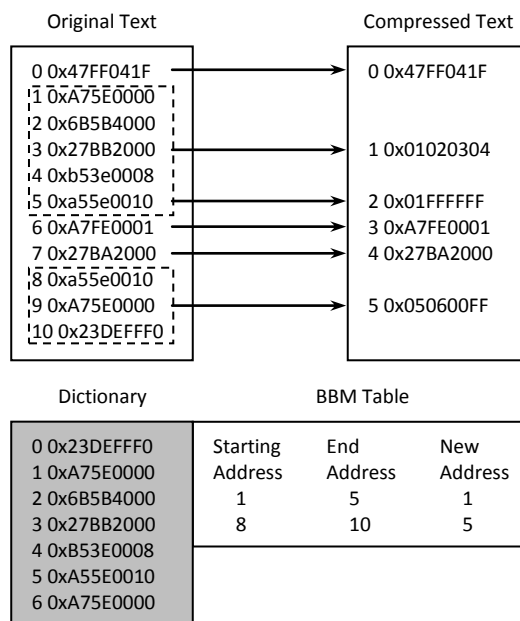 Original Text
Compressed Text
0 0x47FF041F
0 0x47FF041F
1 0xA75E0000
2 0x6B5B4000
3 0x27BB2000
1 0x01020304
4 0xb53e0008
5 0xa55e0010
2 0x01FFFFFF
6 0xA7FE0001
3 0xA7FE0001
7 0x27BA2000
4 0x27BA2000
8 0xa55e0010
9 0xA75E0000
5 0x050600FF
10 0x23DEFFF0
Dictionary
BBM Table
0 0x23DEFFF0
1 0xA75E0000
2 0x6B5B4000
3 0x27BB2000
4 0xB53E0008
5 0xA55E0010
6 0xA75E0000
Starting End New
Address Address Address
1 5 1
8 10 5